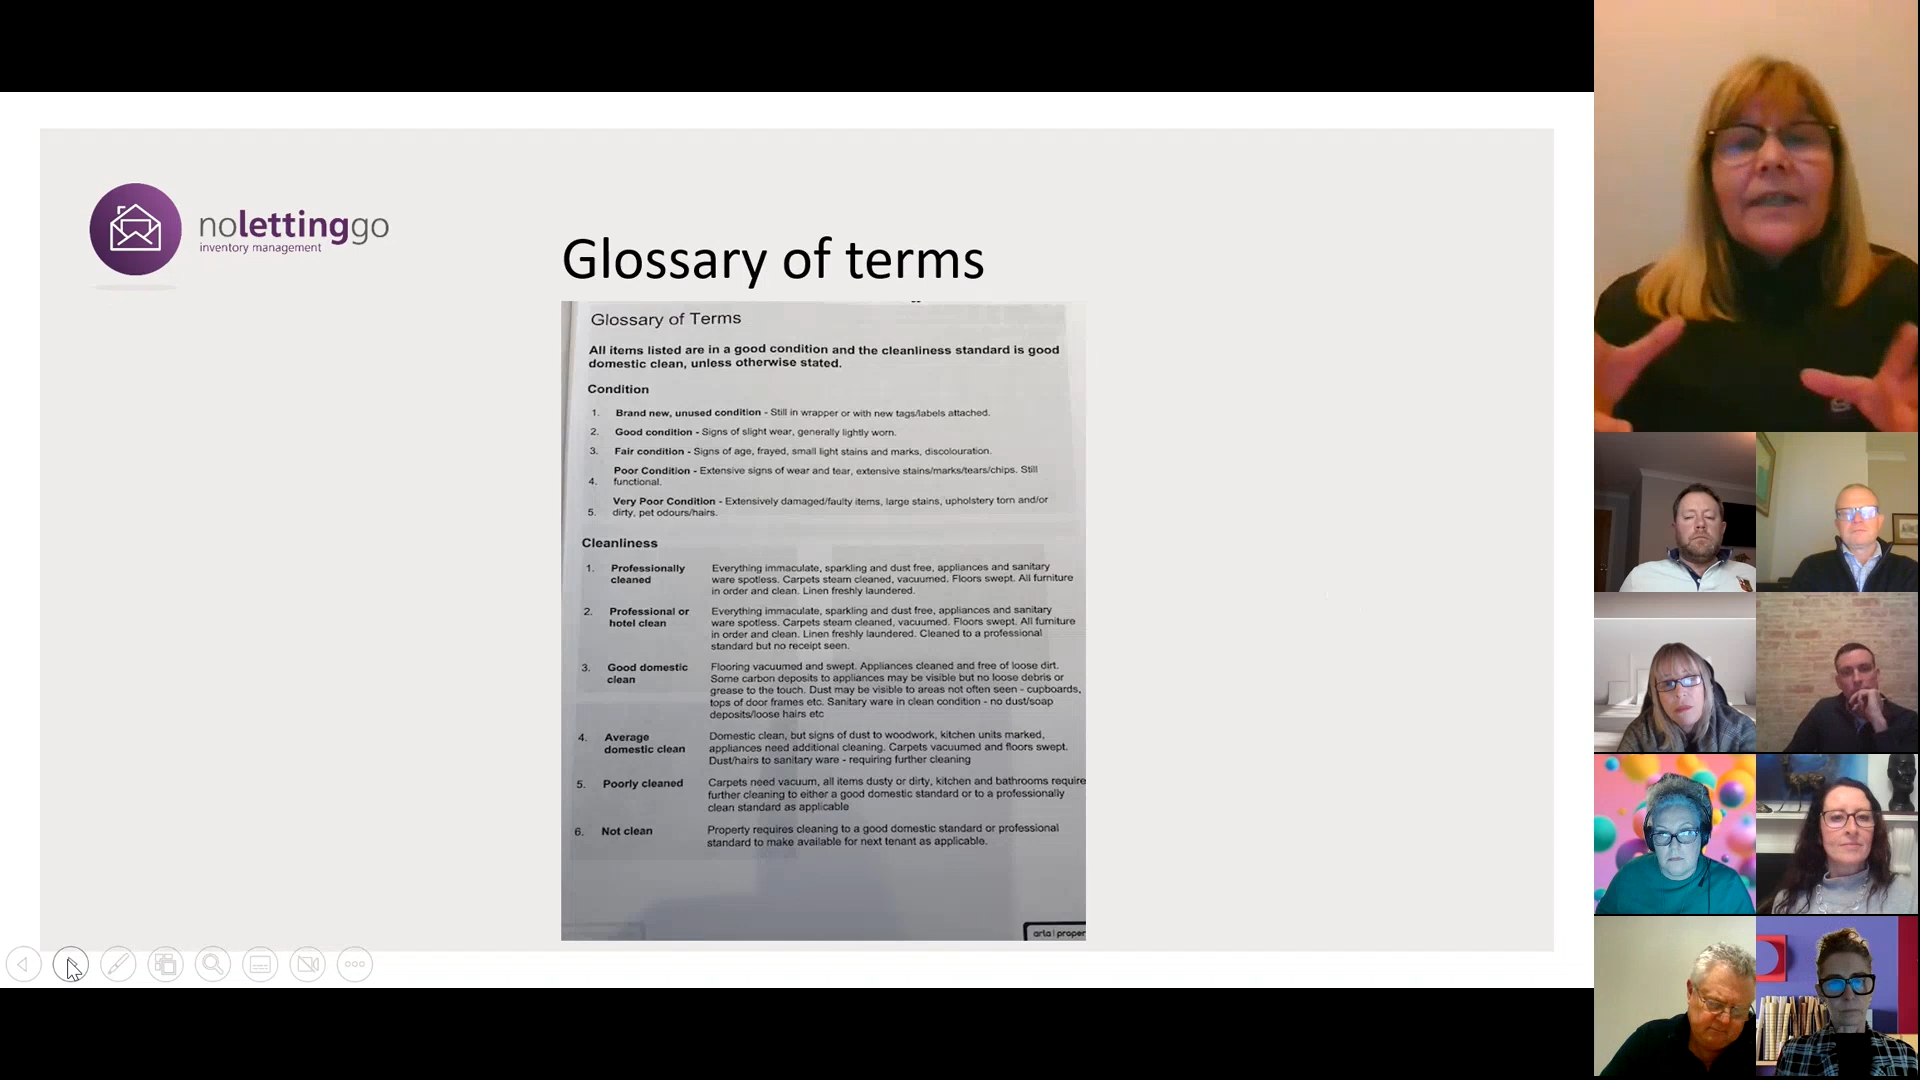 nolettinggo
inventory management
Glossary of terms
Glossary of Terms
All items listed are in a good condition and the cleanliness standard is good
domestic clean, unless otherwise stated.
Condition
1. Brand new, unused condition - Still in wrapper or with new tags/labels attached.
2. Good condition - Signs of slight wear, generally lightly worn.
3. Fair condition - Signs of age, frayed, small light stains and marks, discolouration.
Poor Condition - Extensive signs of wear and tear, extensive stains/marks/tears/chips. Still
4. functional.
Very Poor Condition - Extensively damaged/faulty items, large stains, upholstery torn and/or
5. dirty, pet odours/hairs.
Cleanliness
1. Professionally cleaned
Everything immaculate, sparkling and dust free, appliances and sanitary
ware spotless. Carpets steam cleaned, vacuumed. Floors swept. All furniture
in order and clean. Linen freshly laundered.
2. Professional or hotel clean
Everything immaculate, sparkling and dust free, appliances and sanitary
ware spotless. Carpets steam cleaned, vacuumed. Floors swept. All furniture
in order and clean. Linen freshly laundered. Cleaned to a professional
standard but no receipt seen.
3. Good domestic clean
Flooring vacuumed and swept. Appliances cleaned and free of loose dirt.
Some carbon deposits to appliances may be visible but no loose debris or
grease to the touch. Dust may be visible to areas not often seen - cupboards,
tops of door frames etc. Sanitary ware in clean condition - no dust/soap
deposits/loose hairs etc
4. Average domestic clean
Domestic clean, but signs of dust to woodwork, kitchen units marked,
appliances need additional cleaning. Carpets vacuumed and floors swept.
Dust/hairs to sanitary ware - requiring further cleaning
5. Poorly cleaned
Carpets need vacuum, all items dusty or dirty, kitchen and bathrooms require
further cleaning to either a good domestic standard or to a professionally
clean standard as applicable
6. Not clean
Property requires cleaning to a good domestic standard or professional
standard to make available for next tenant as applicable.
arla | proper